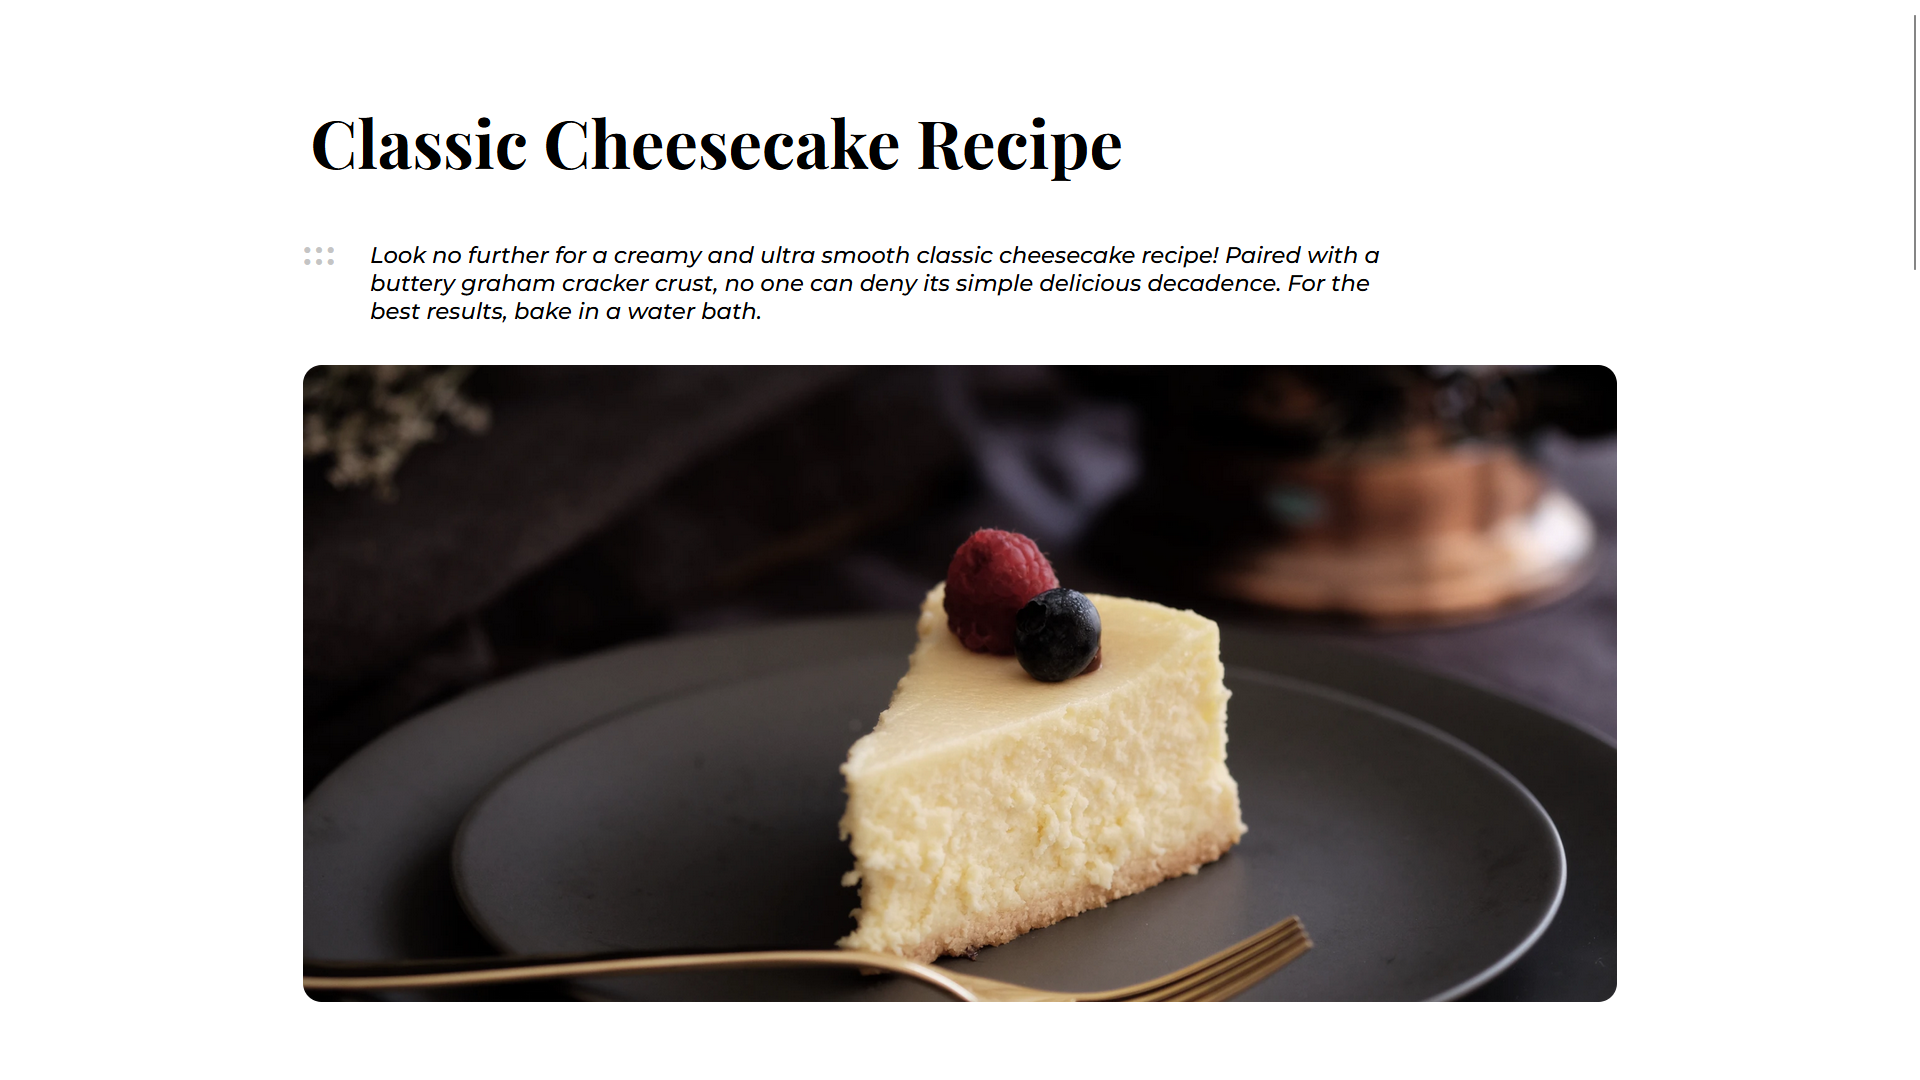 Classic Cheesecake Recipe
Look no further for a creamy and ultra smooth classic cheesecake recipe! Paired with a
buttery graham cracker crust, no one can deny its simple delicious decadence. For the
best results, bake in a water bath.